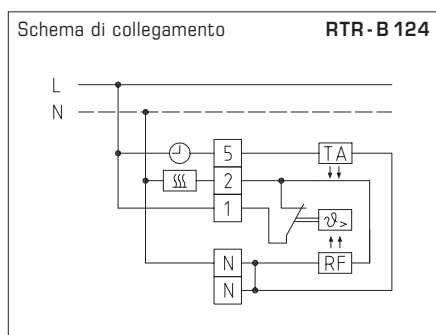 Schema di collegamento RTR-B 124
L
N
5 TA
2
1 ϑ>
N RF
N